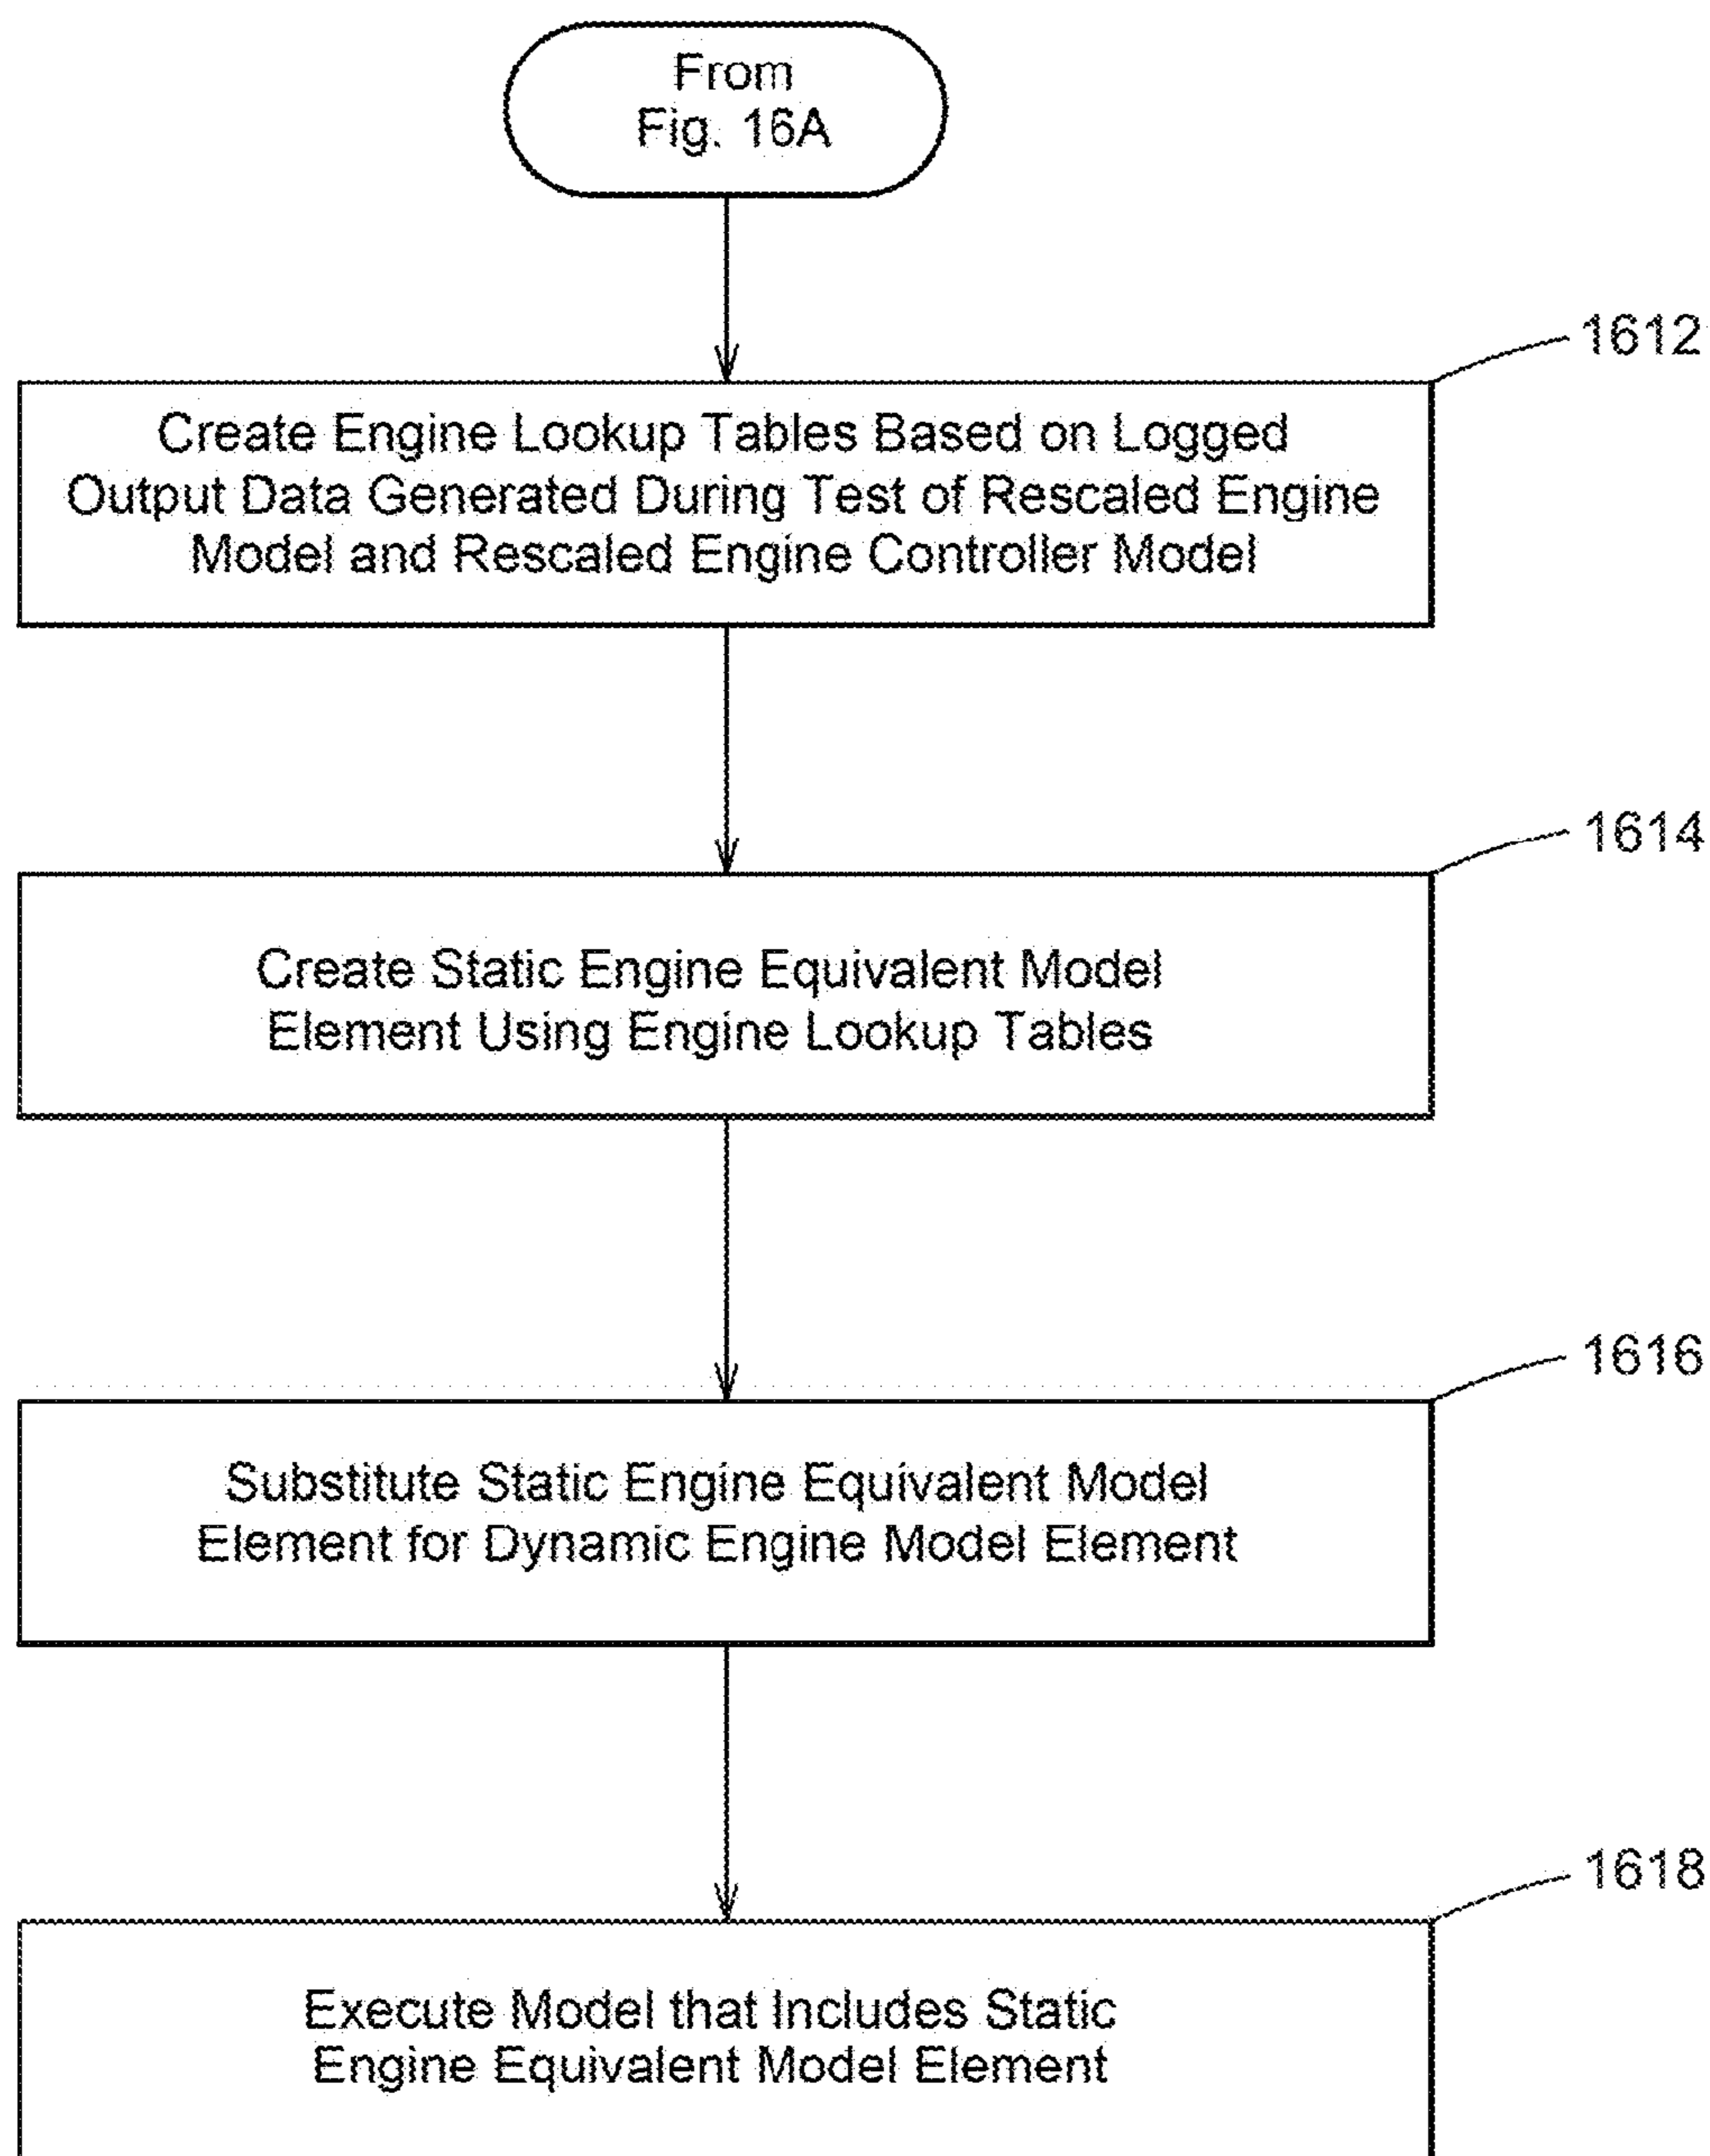 From
Fig. 16A
1612
Create Engine Lookup Tables Based on Logged
Output Data Generated During Test of Rescaled Engine
Model and Rescaled Engine Controller Model
1614
Create Static Engine Equivalent Model
Element Using Engine Lookup Tables
1616
Substitute Static Engine Equivalent Model
Element for Dynamic Engine Model Element
1618
Execute Model that Includes Static
Engine Equivalent Model Element